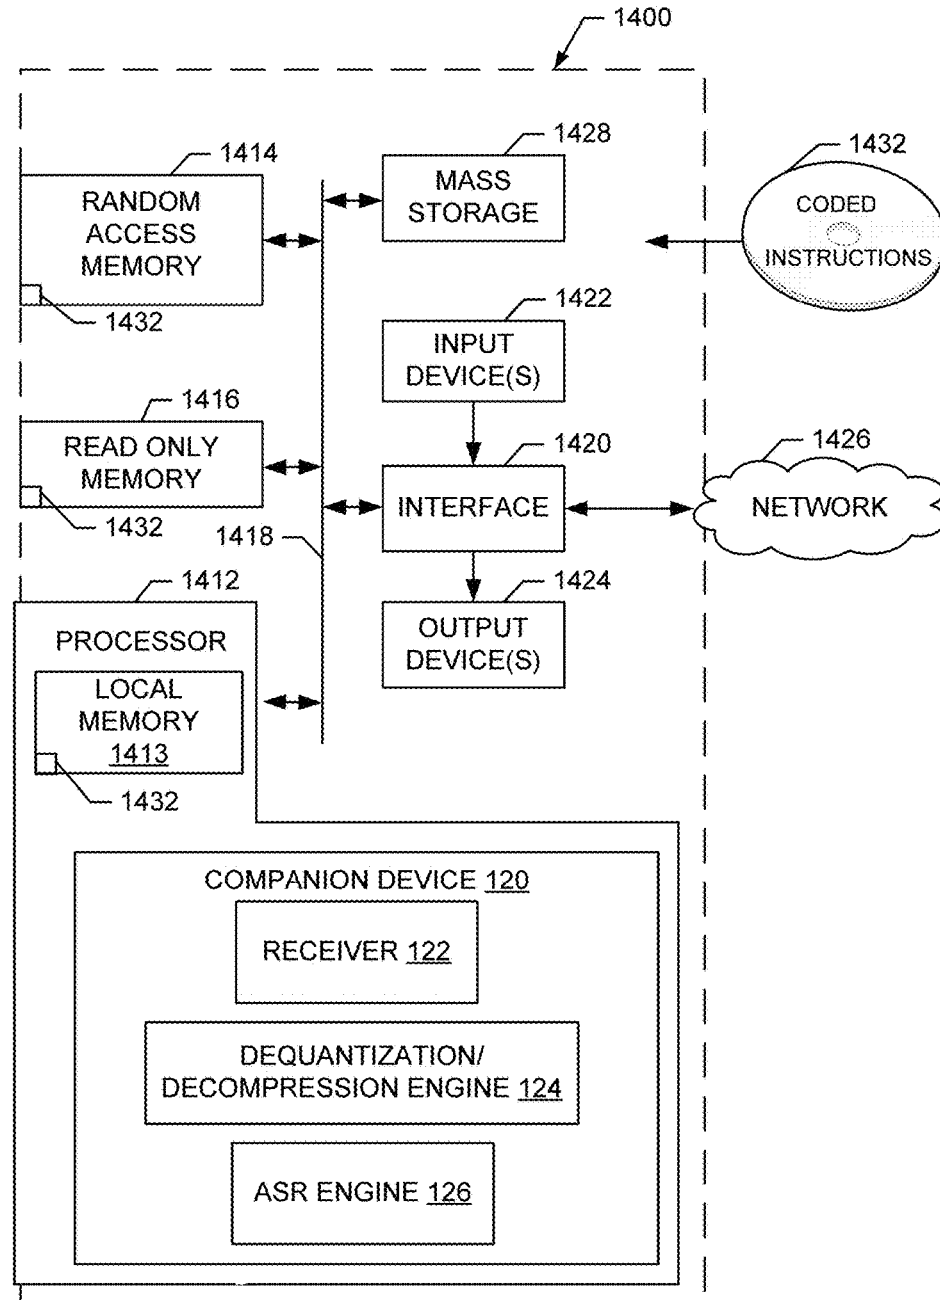 1400
1414
RANDOM
ACCESS
MEMORY
1432
1428
MASS
STORAGE
1432
CODED
INSTRUCTIONS
1422
INPUT
DEVICE(S)
1416
READ ONLY
MEMORY
1432
1420
INTERFACE
1426
NETWORK
1418
1424
OUTPUT
DEVICE(S)
1412
PROCESSOR
LOCAL
MEMORY
1413
1432
COMPANION DEVICE 120
RECEIVER 122
DEQUANTIZATION/
DECOMPRESSION ENGINE 124
ASR ENGINE 126